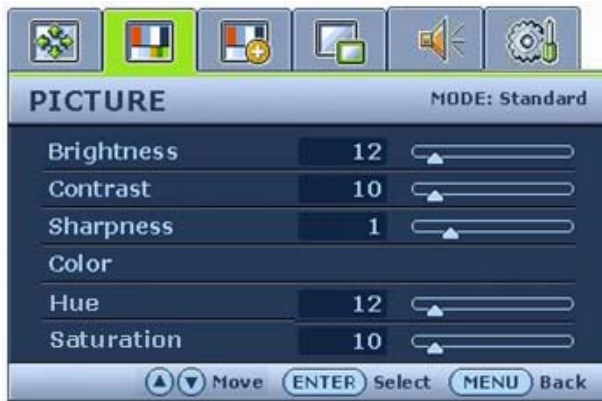 PICTURE MODE: Standard
Brightness 12
Contrast 10
Sharpness 1
Color
Hue 12
Saturation 10
Move ENTER Select MENU Back